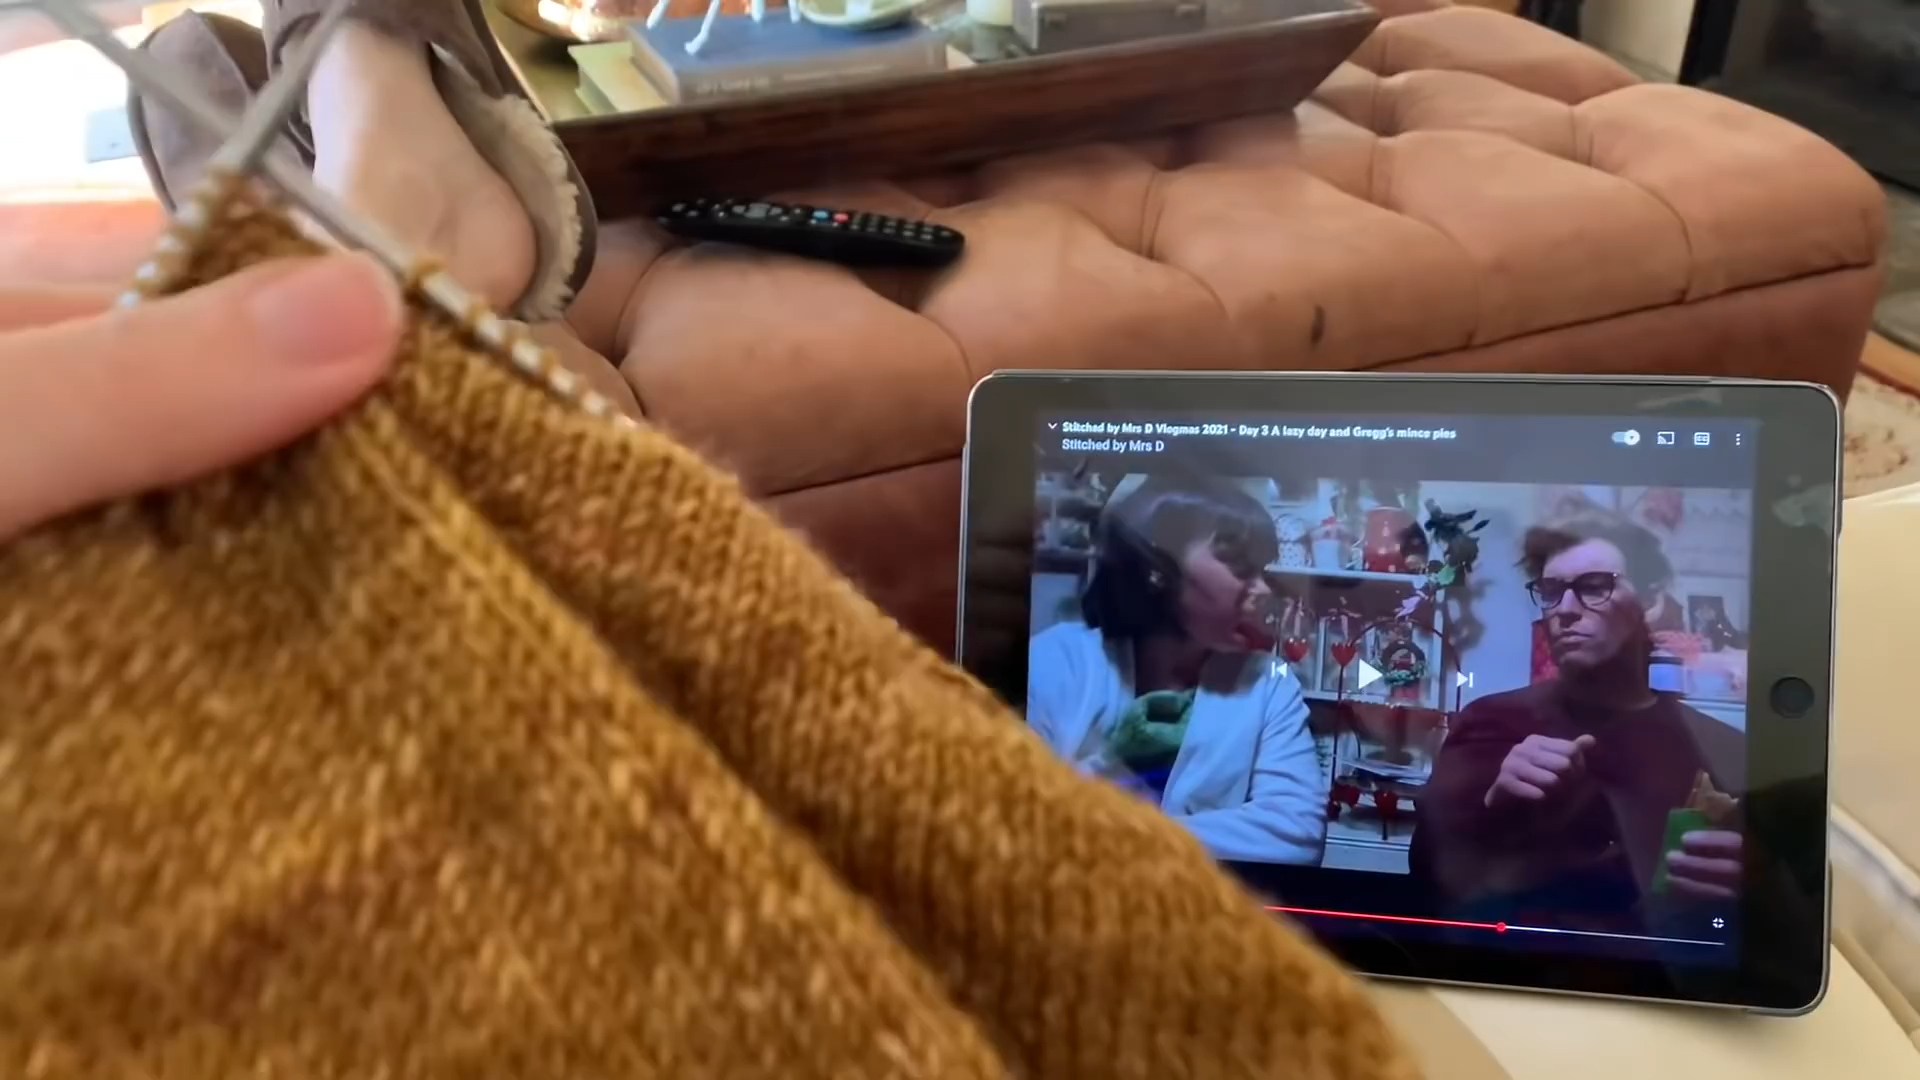 Stitched by Mrs D Vlogmas 2021 - Day 3 A lazy day and Gregg's mince pies
Stitched by Mrs D